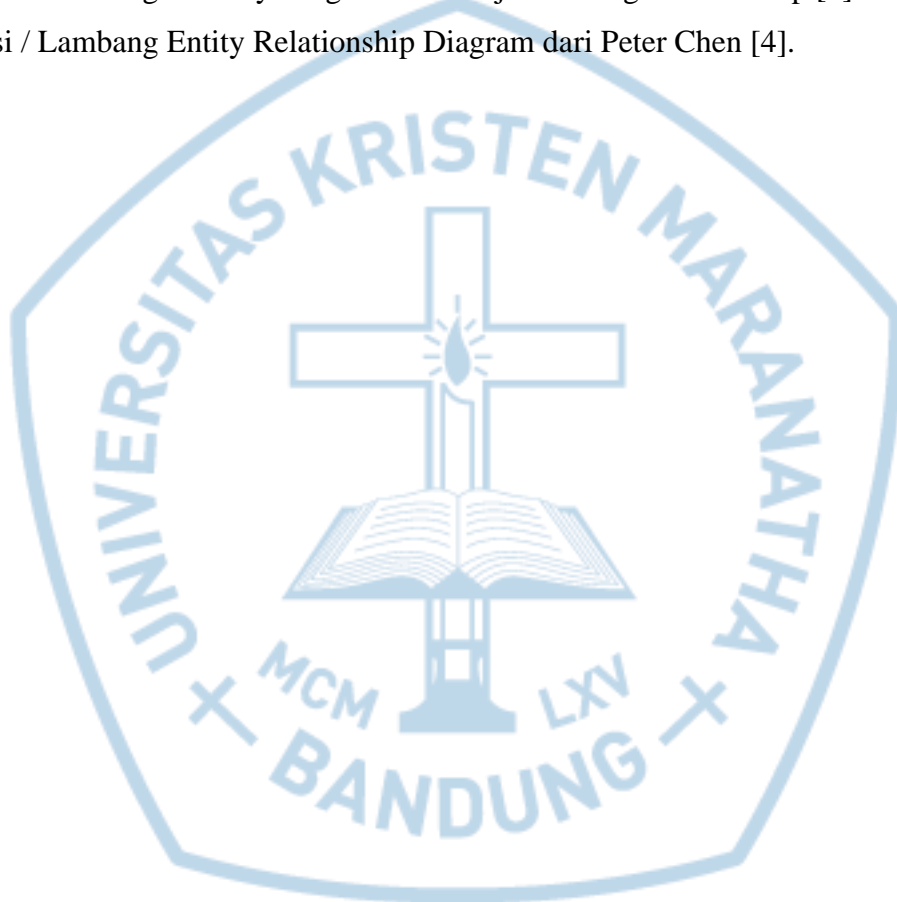 si / Lambang Entity Relationship Diagram dari Peter Chen [4].
UNIVERSITAS KRISTEN MARANATHA
MCM LXV
BANDUNG